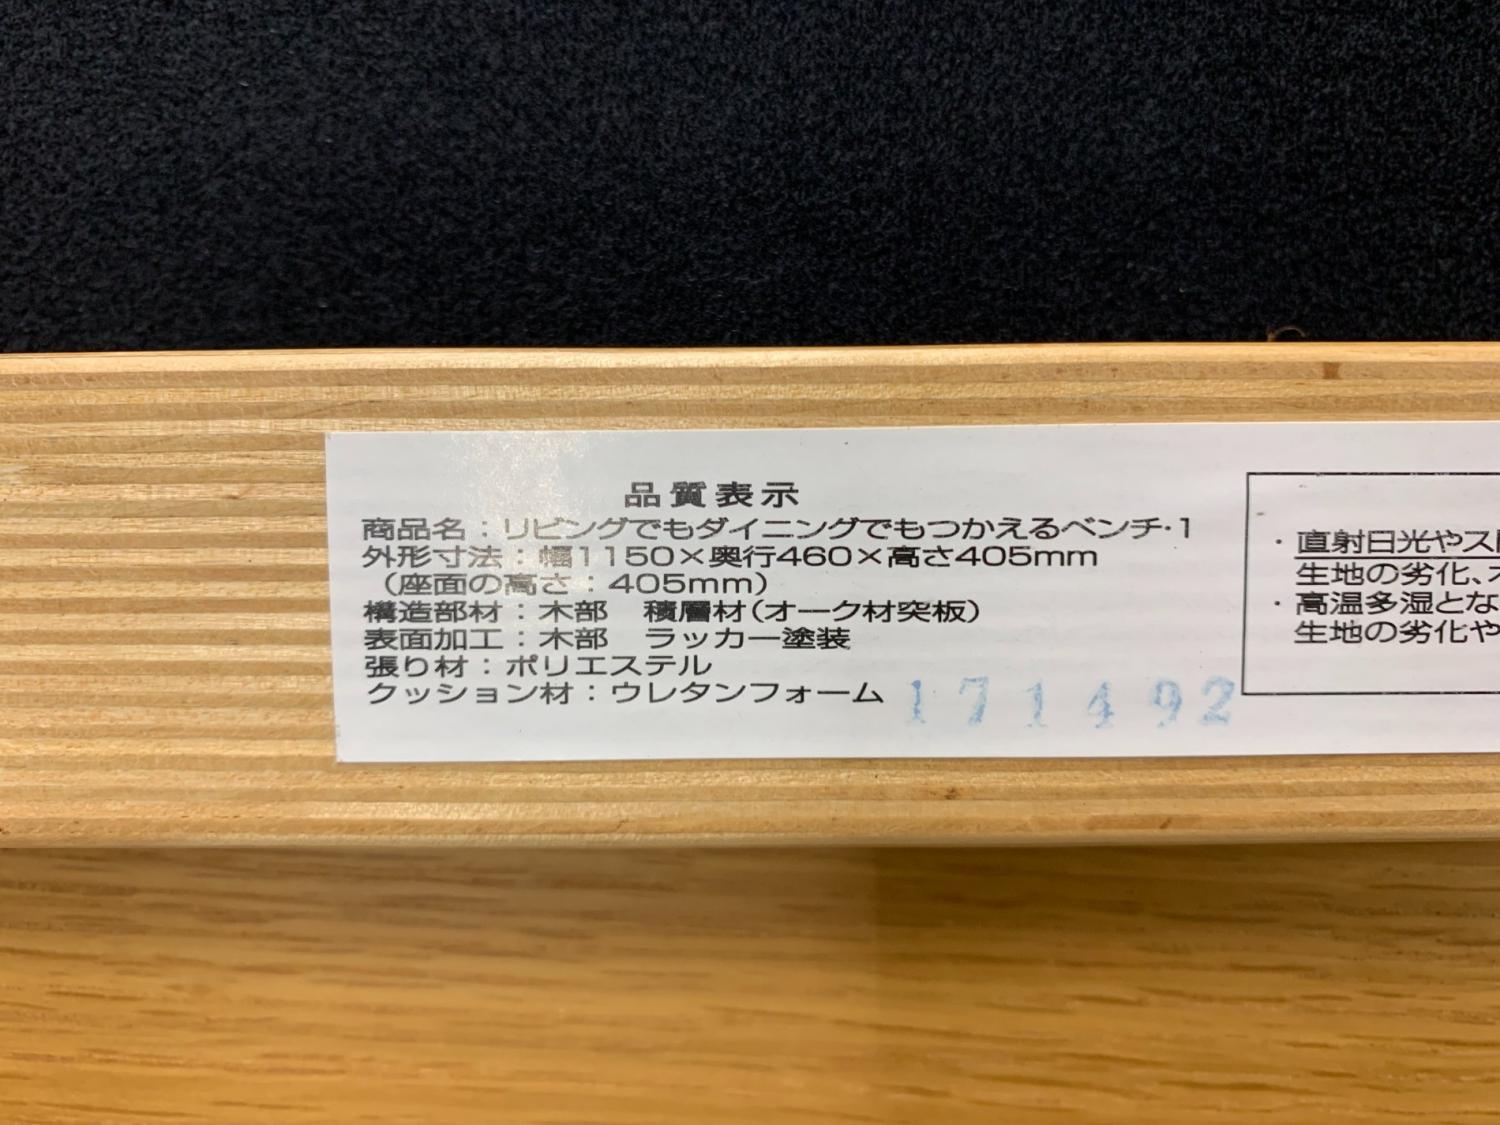 品質表示
商品名：リビングでもダイニングでもつかえるベンチ・1
外形寸法：幅1150×奥行460×高さ405mm
（座面の高さ：405mm）
構造部材：木部　積層材(オーク材突板)
表面加工：木部　ラッカー塗装
張り材：ポリエステル
クッション材：ウレタンフォーム
171492
・直射日光やス
生地の劣化、
・高温多湿とな
生地の劣化や